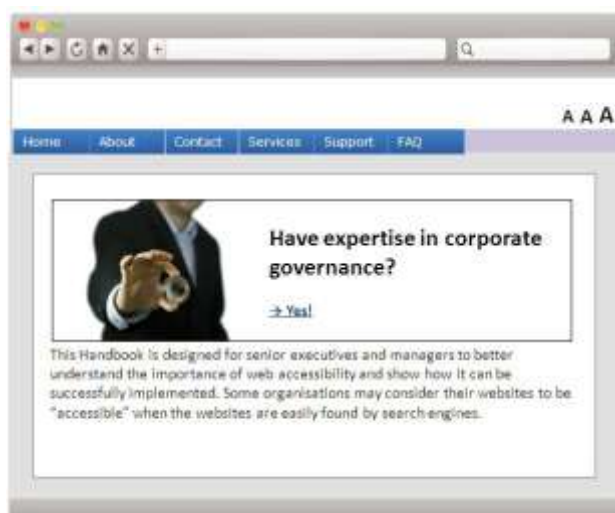 A A A
Home About Contact Services Support FAQ
Have expertise in corporate
governance?
→ Yes!
This Handbook is designed for senior executives and managers to better
understand the importance of web accessibility and show how it can be
successfully implemented. Some organisations may consider their websites to be
"accessible" when the websites are easily found by search engines.